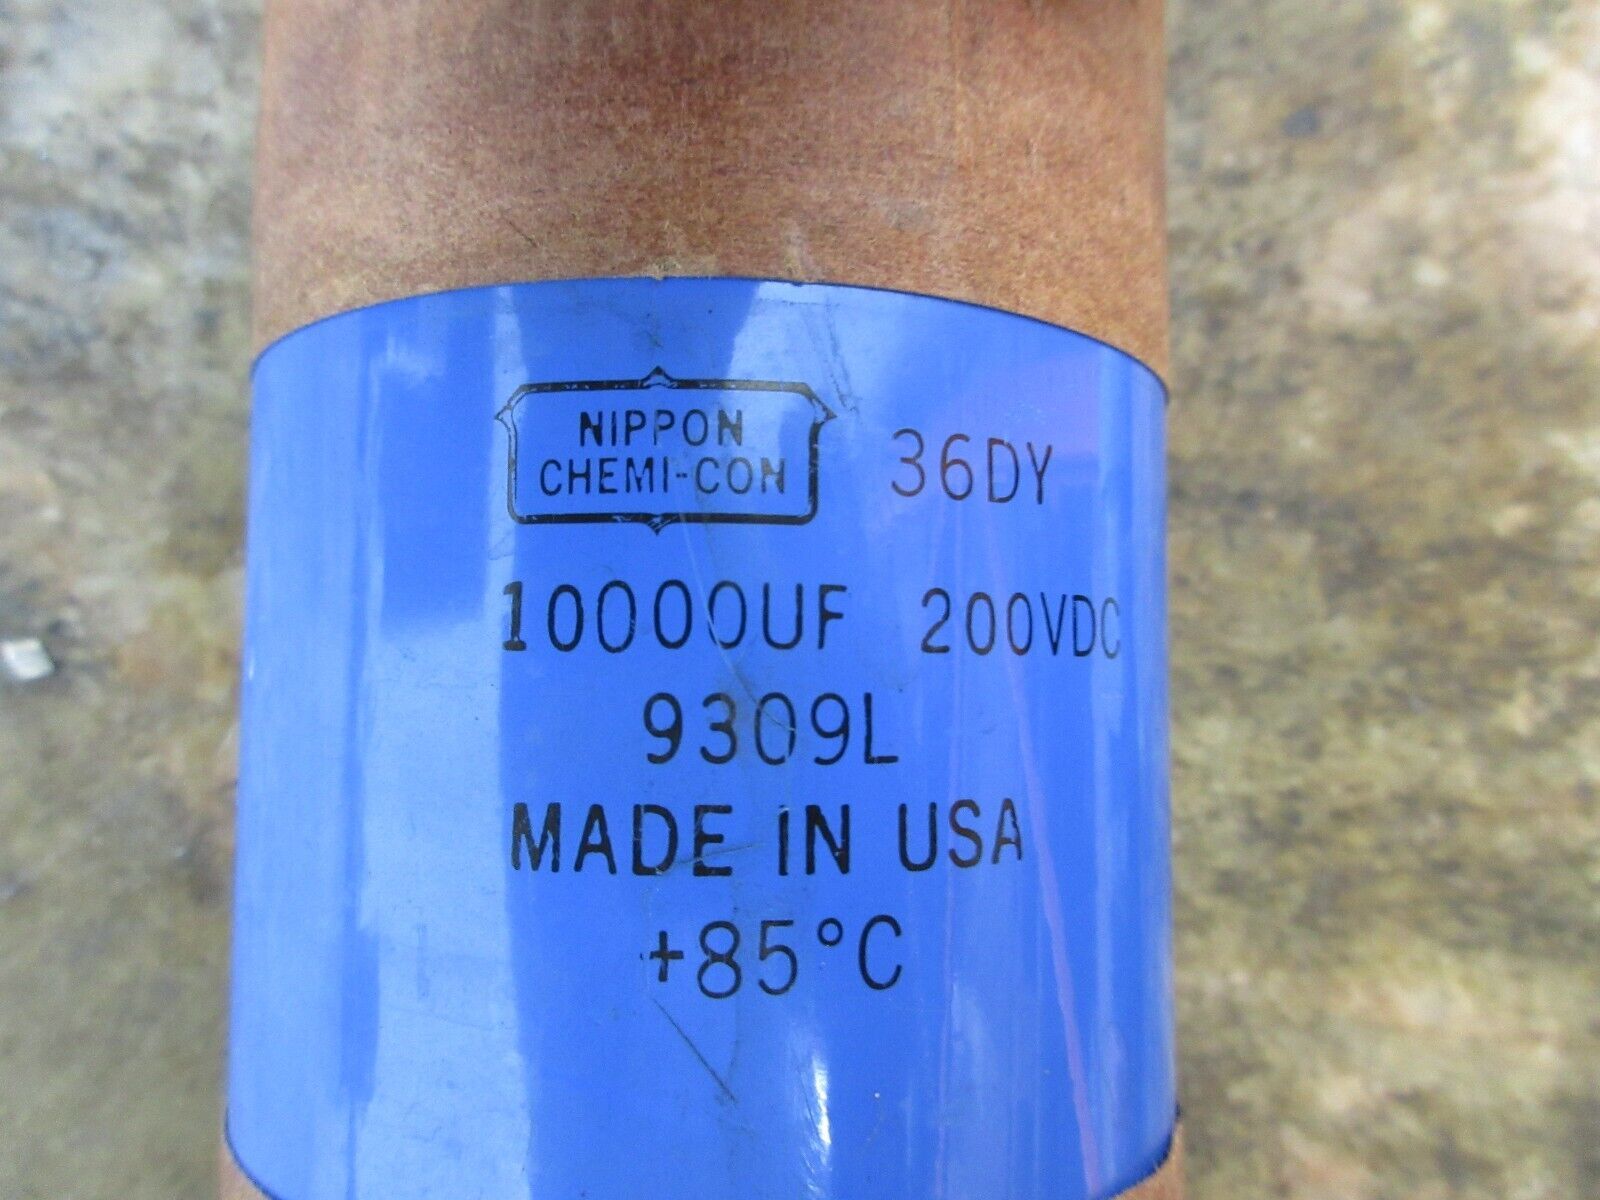 NIPPON
CHEMI-CON 36DY
10000UF 200VDC
9309L
MADE IN USA
+85°C